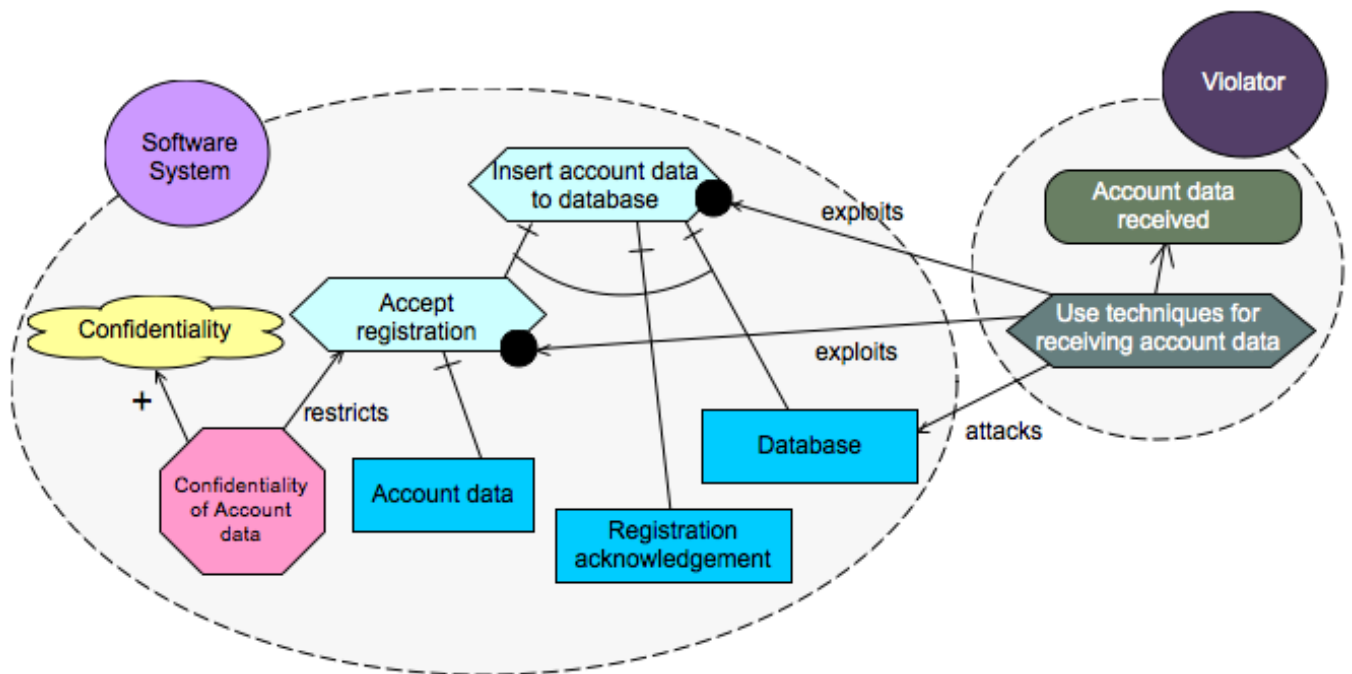 Violator
Software
System
Insert account data
to database
Account data
received
exploits
Accept
registration
Confidentiality
Use techniques for
receiving account data
exploits
+
restricts
attacks
Database
Confidentiality
of Account
data
Account data
Registration
acknowledgement